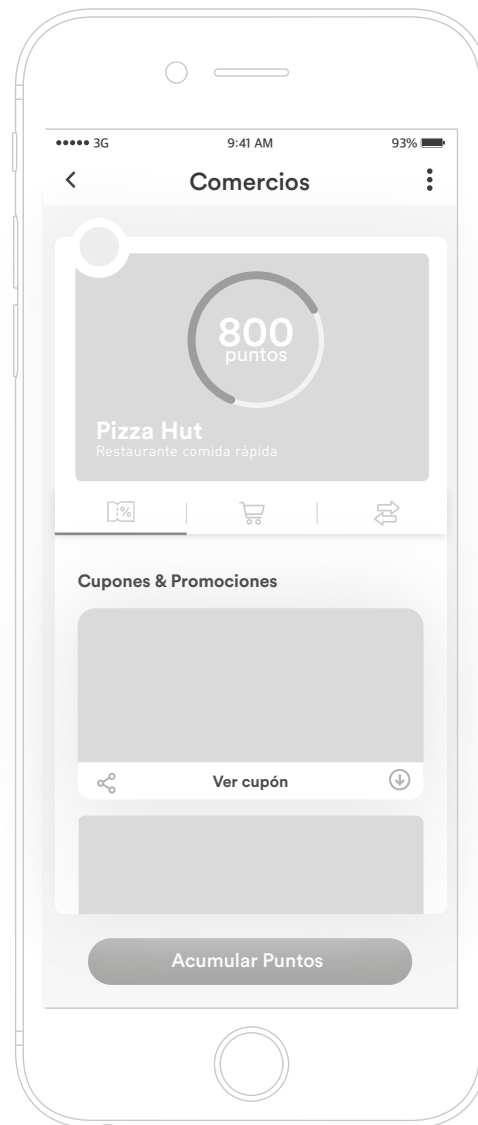 3G 9:41 AM 93%
Comercios
800
puntos
Pizza Hut
Restaurante comida rápida
%
Cupones & Promociones
Ver cupón
Acumular Puntos